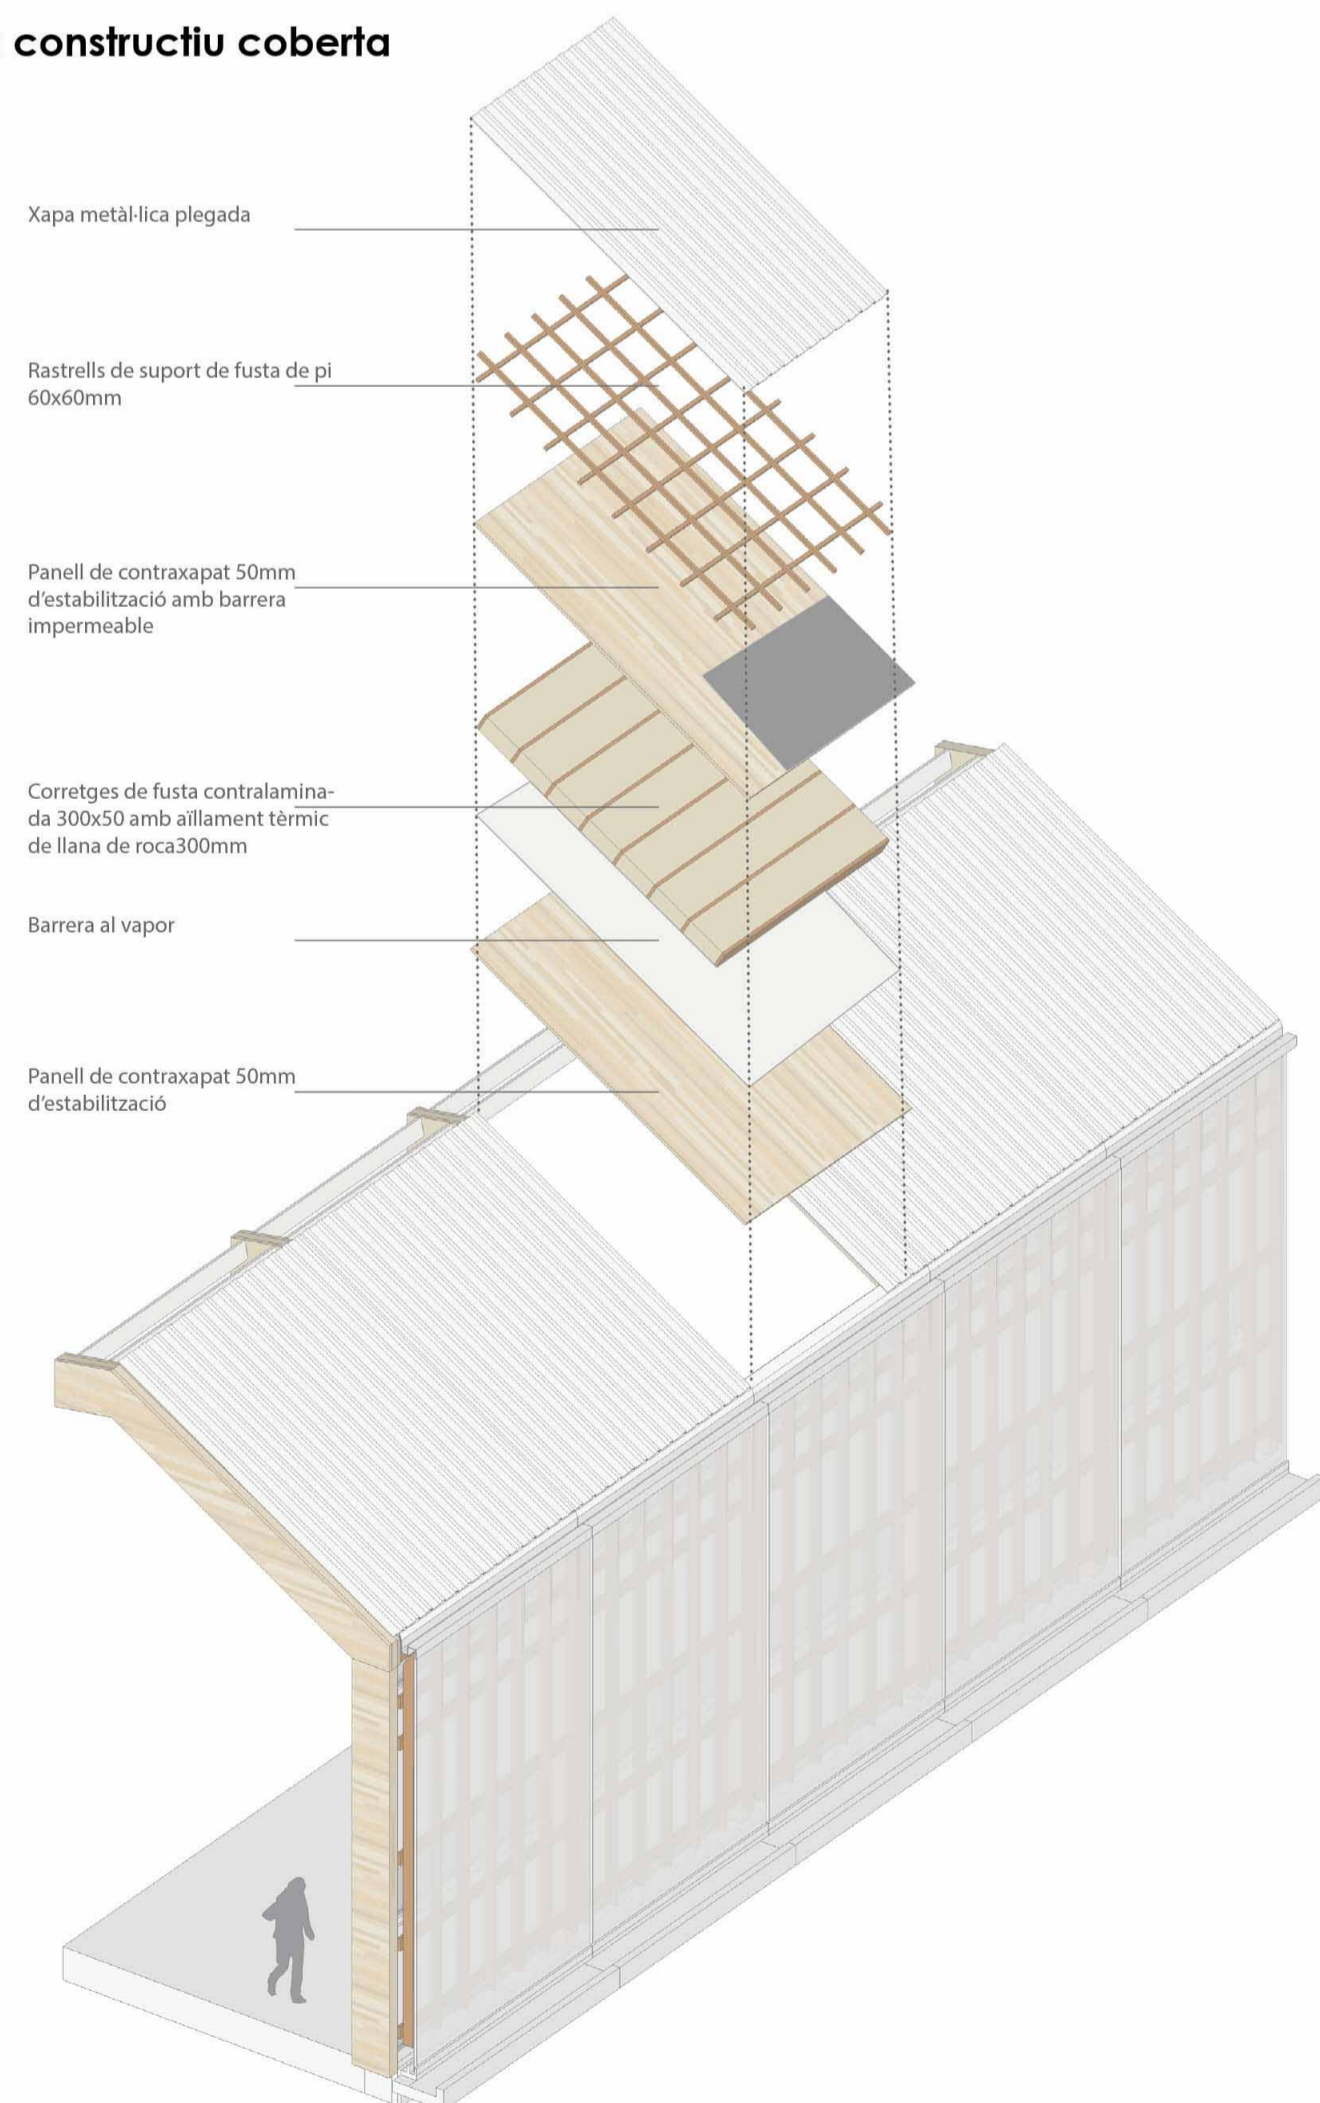 constructiu coberta
Xapa metàl·lica plegada
Rastrells de suport de fusta de pi
60x60mm
Panell de contraxapat 50mm
d'estabilització amb barrera
impermeable
Corretges de fusta contralamina-
da 300x50 amb aïllament tèrmic
de llana de roca300mm
Barrera al vapor
Panell de contraxapat 50mm
d'estabilització